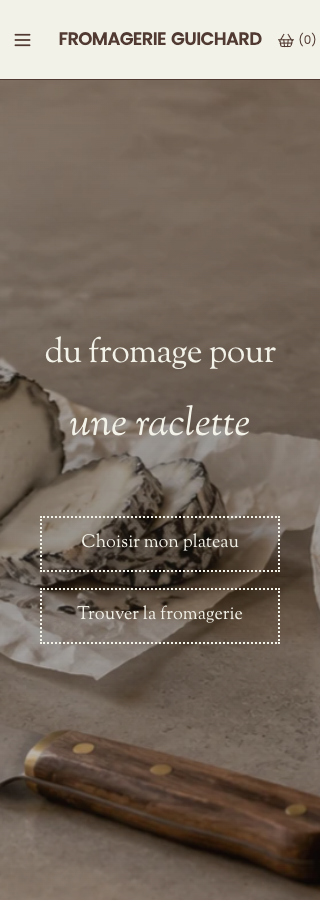 FROMAGERIE GUICHARD
(0)
du fromage pour
une raclette
Choisir mon plateau
Trouver la fromagerie